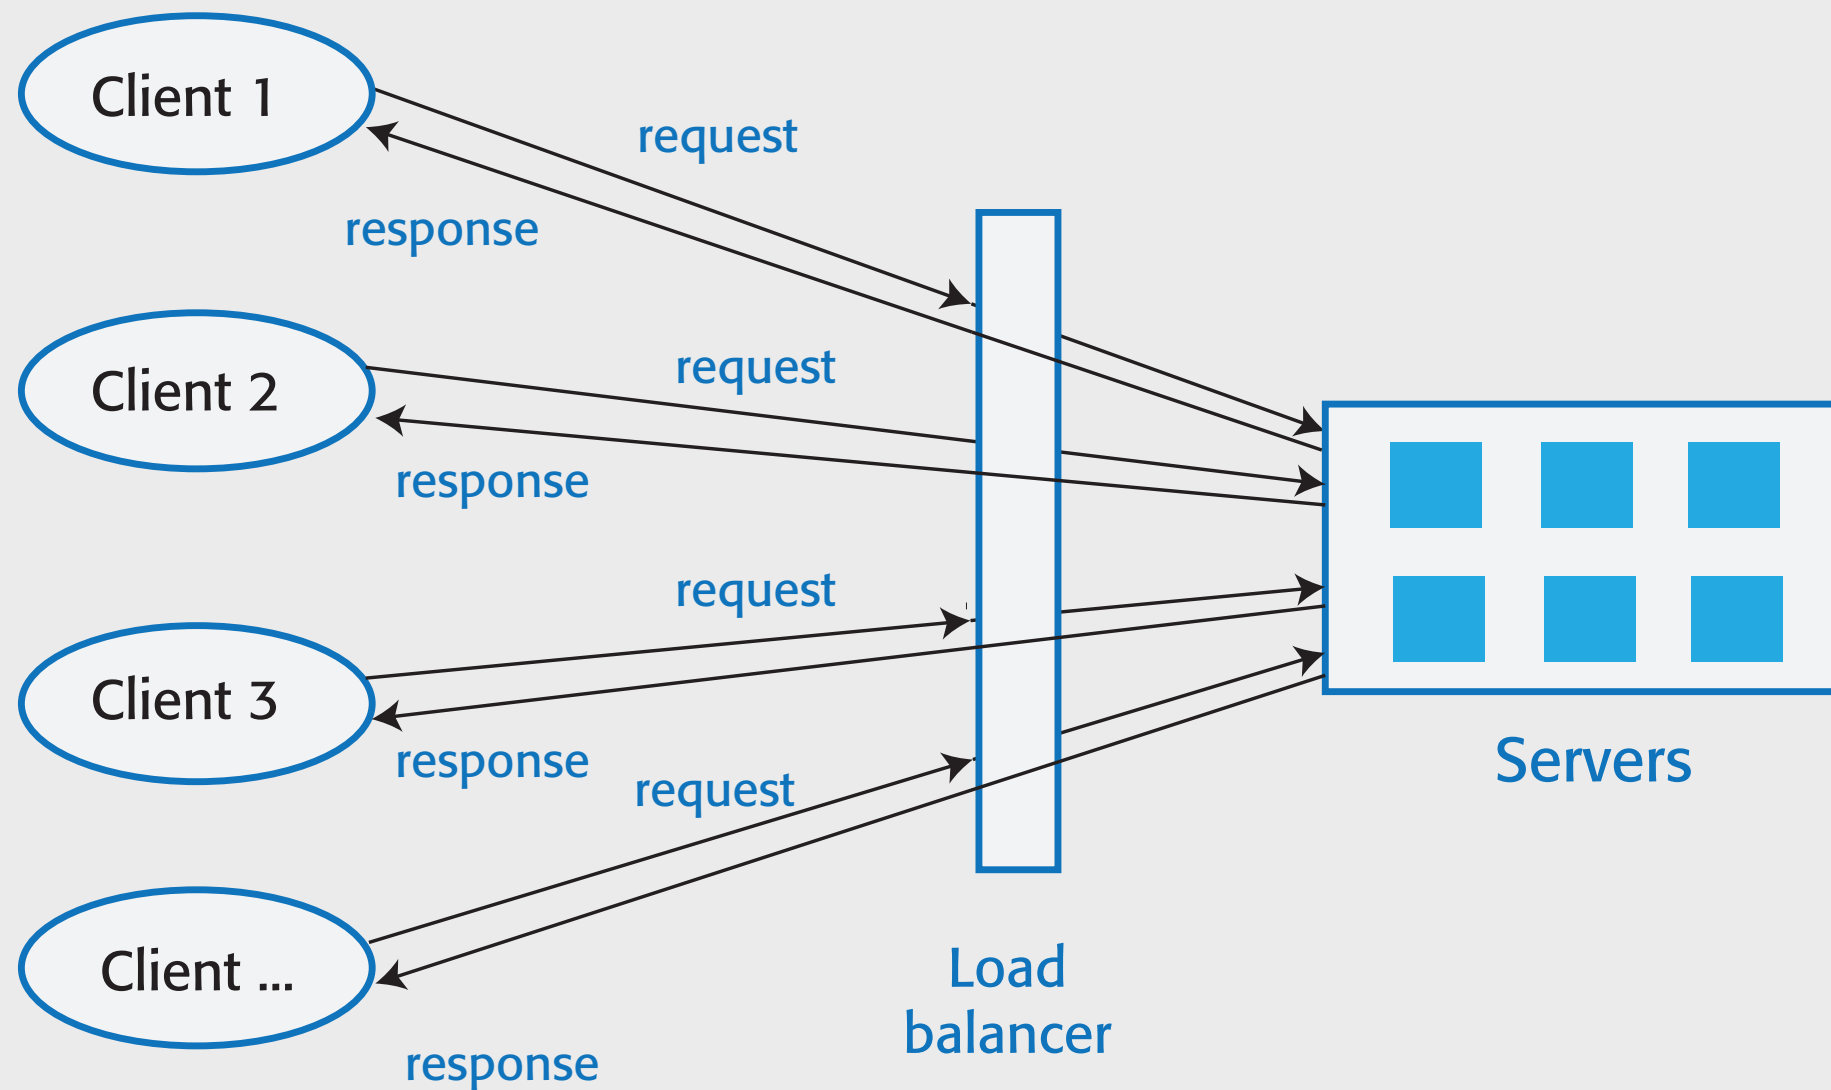 Client 1
request
response
Client 2
request
response
Client 3
request
response
request
Client ...
response
Load
balancer
Servers